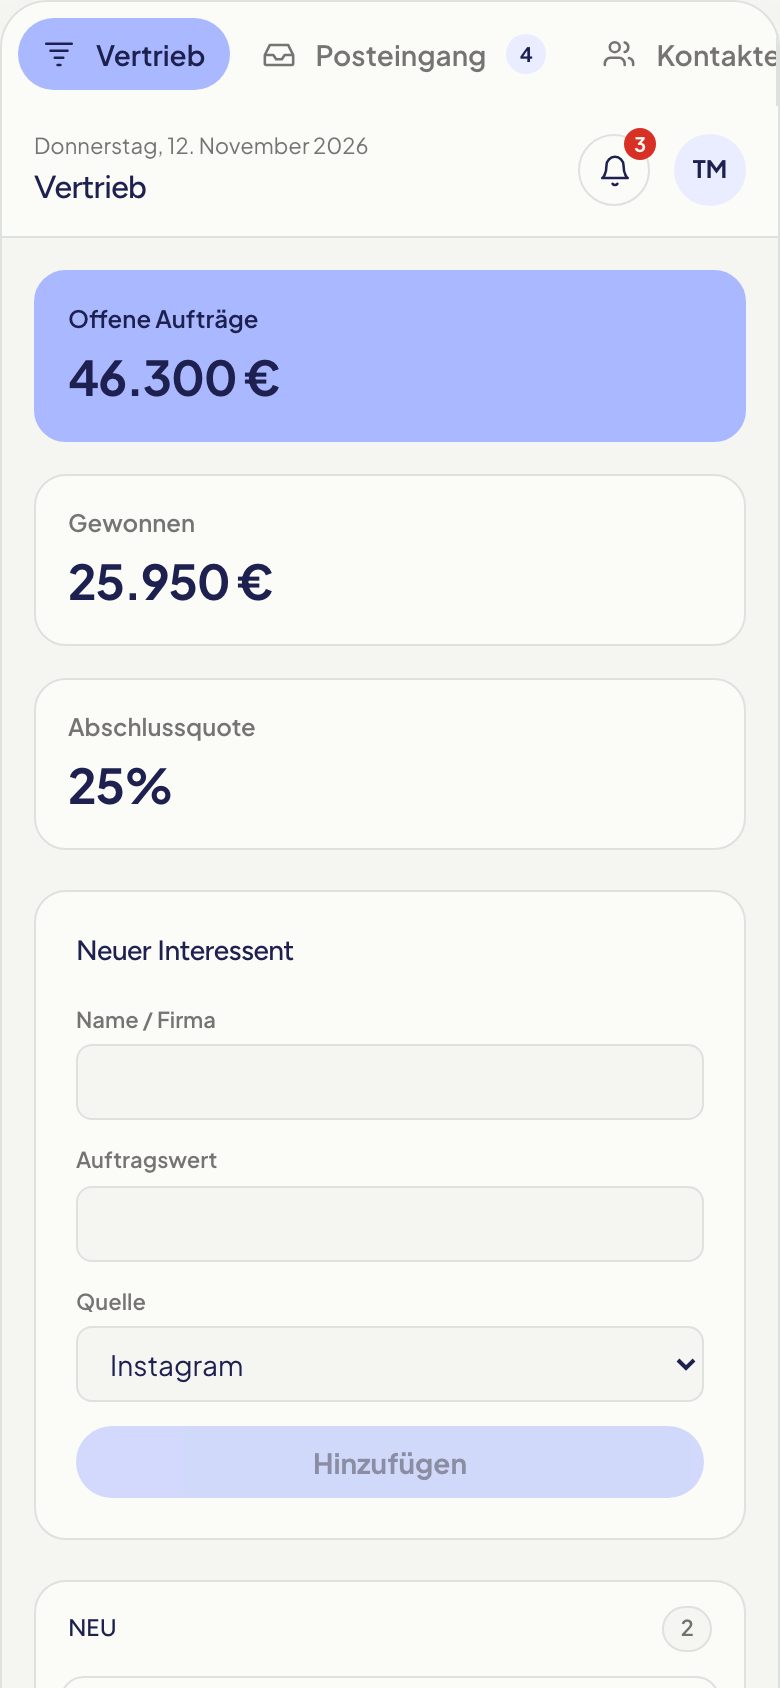 Vertrieb
Posteingang 4
Kontakte
Donnerstag, 12. November 2026
Vertrieb
3
TM
Offene Aufträge
46.300 €
Gewonnen
25.950 €
Abschlussquote
25%
Neuer Interessent
Name / Firma
Auftragswert
Quelle
Instagram
Hinzufügen
NEU
2